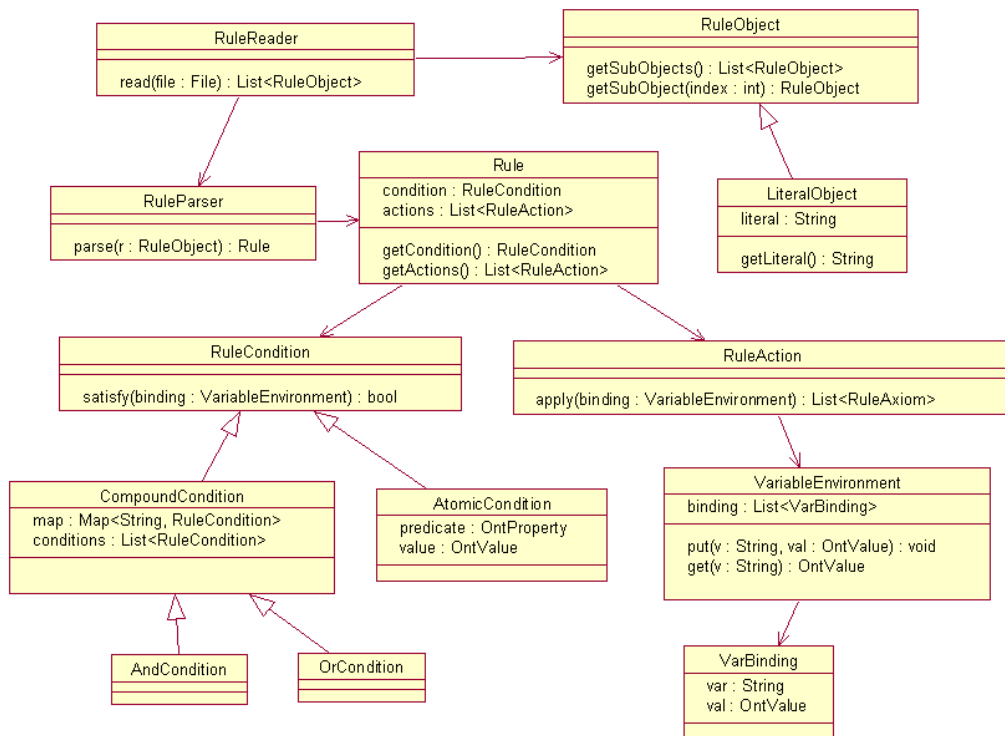 RuleReader
read(file : File) : List<RuleObject>
RuleObject
getSubObjects() : List<RuleObject>
getSubObject(index : int) : RuleObject
RuleParser
parse(r : RuleObject) : Rule
Rule
condition : RuleCondition
actions : List<RuleAction>
getCondition() : RuleCondition
getActions() : List<RuleAction>
LiteralObject
literal : String
getLiteral() : String
RuleCondition
satisfy(binding : VariableEnvironment) : bool
RuleAction
apply(binding : VariableEnvironment) : List<RuleAxiom>
CompoundCondition
map : Map<String, RuleCondition>
conditions : List<RuleCondition>
AtomicCondition
predicate : OntProperty
value : OntValue
VariableEnvironment
binding : List<VarBinding>
put(v : String, val : OntValue) : void
get(v : String) : OntValue
AndCondition
OrCondition
VarBinding
var : String
val : OntValue